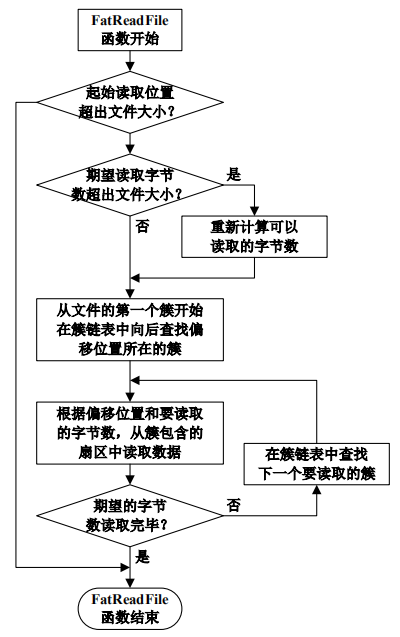 FatReadFile
函数开始
起始读取位置
超出文件大小？
期望读取字节
数超出文件大小？
是
否
重新计算可以
读取的字节数
从文件的第一个簇开始
在簇链表中向后查找偏
移位置所在的簇
根据偏移位置和要读取
的字节数，从簇包含的
扇区中读取数据
在簇链表中查找
下一个要读取的簇
期望的字节
数读取完毕？
否
是
FatReadFile
函数结束